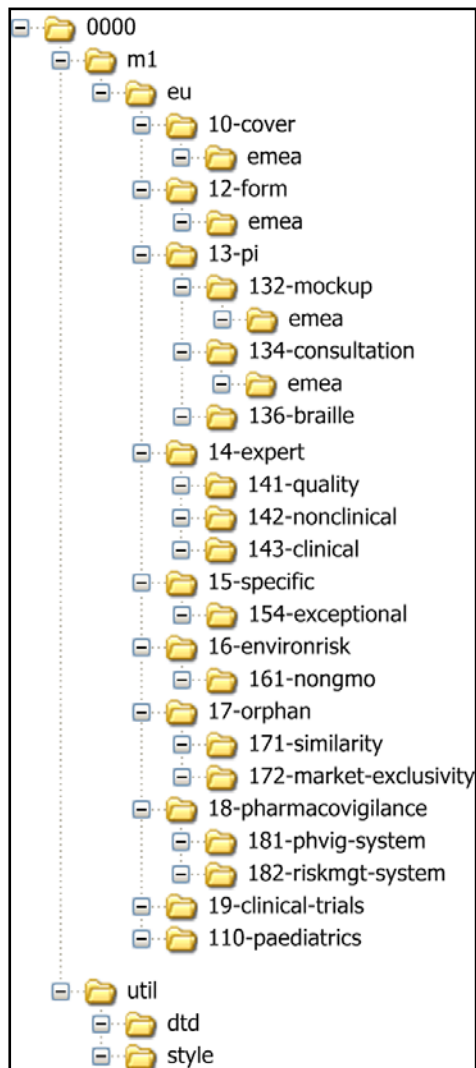 0000
m1
eu
10-cover
emea
12-form
emea
13-pi
132-mockup
emea
134-consultation
emea
136-braille
14-expert
141-quality
142-nonclinical
143-clinical
15-specific
154-exceptional
16-environrisk
161-nongmo
17-orphan
171-similarity
172-market-exclusivity
18-pharmacovigilance
181-phvig-system
182-riskmgt-system
19-clinical-trials
110-paediatrics
util
dtd
style